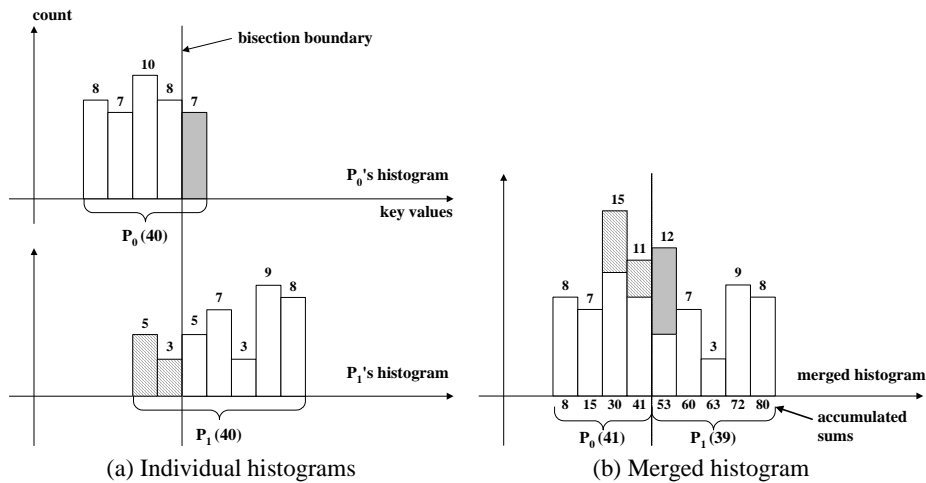 count
bisection boundary
8 7 10 8 7
P0's histogram
key values
P0 (40)
5 3 5 7 3 9 8
P1's histogram
P1 (40)
(a) Individual histograms
8 7 15 11 12 7 3 9 8
merged histogram
8 15 30 41 53 60 63 72 80
accumulated
sums
P0 (41) P1 (39)
(b) Merged histogram